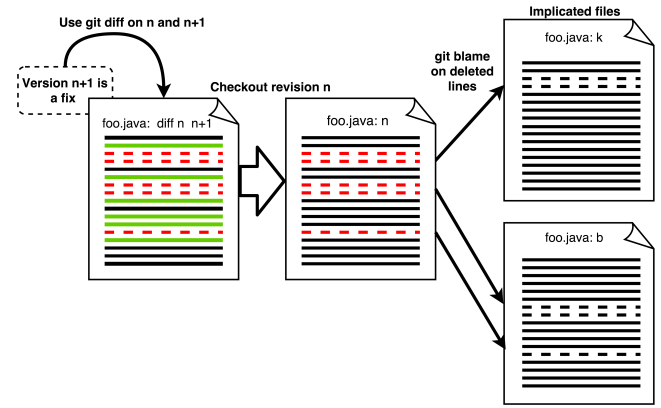 Implicated files
Use git diff on n and n+1
foo.java: k
git blame
on deleted
lines
Version n+1 is
a fix
Checkout revision n
foo.java: diff n n+1
foo.java: n
foo.java: b